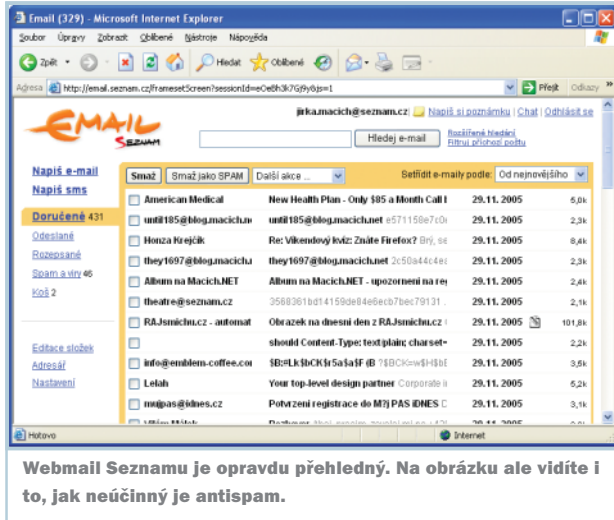 Email (329) - Microsoft Internet Explorer
Soubor Úpravy Zobrazit Oblíbené Nástroje Nápověda
Zpět Hledat Oblíbené
Adresa http://email.seznam.cz/framesetScreen?sessionId= Přejít Odkazy
EMAIL SEZNAM
jirka.macich@seznam.cz | Napiš si poznámku | Chat | Odhlásit se
Hledej e-mail Rozšířené hledání
Filtruj příchozí poštu
Napiš e-mail
Napiš sms
Smaž Smaž jako SPAM Další akce ... Setřídit e-maily podle: Od nejnovějšího
Doručené 431
Odeslané
Rozepsané
Spam a viry 46
Koš 2
Editace složek
Adresář
Nastavení
American Medical New Health Plan - Only $85 a Month Call 29.11. 2005 5,0k
until185@blog.macich.n until185@blog.macich.net 29.11. 2005 2,3k
Honza Krejčík Re: Víkendový kvíz: Znáte Firefox? Brý, se 29.11. 2005 8,4k
they1697@blog.macich. they1697@blog.macich.net 2c50a44c4ea 29.11. 2005 2,3k
Album na Macich.NET Album na Macich.NET - upozorneni na reg 29.11. 2005 2,4k
theatre@seznam.cz 3568361bd14159de84e6ecb7bec79131 29.11. 2005 2,1k
RAJsmichu.cz - automat Obrazek na dnesni den z RAJsmichu.cz 29.11. 2005 101,8k
should Content-Type: text/plain; charset= 29.11. 2005 2,2k
info@emblem-coffee.co 29.11. 2005 3,5k
Lelah Your top-level design partner Corporate 29.11. 2005 5,2k
mujpas@idnes.cz Potvrzeni registrace do M?j PAS iDNES 29.11. 2005 3,1k
Hotovo Internet
Webmail Seznamu je opravdu přehledný. Na obrázku ale vidíte i
to, jak neúčinný je antispam.